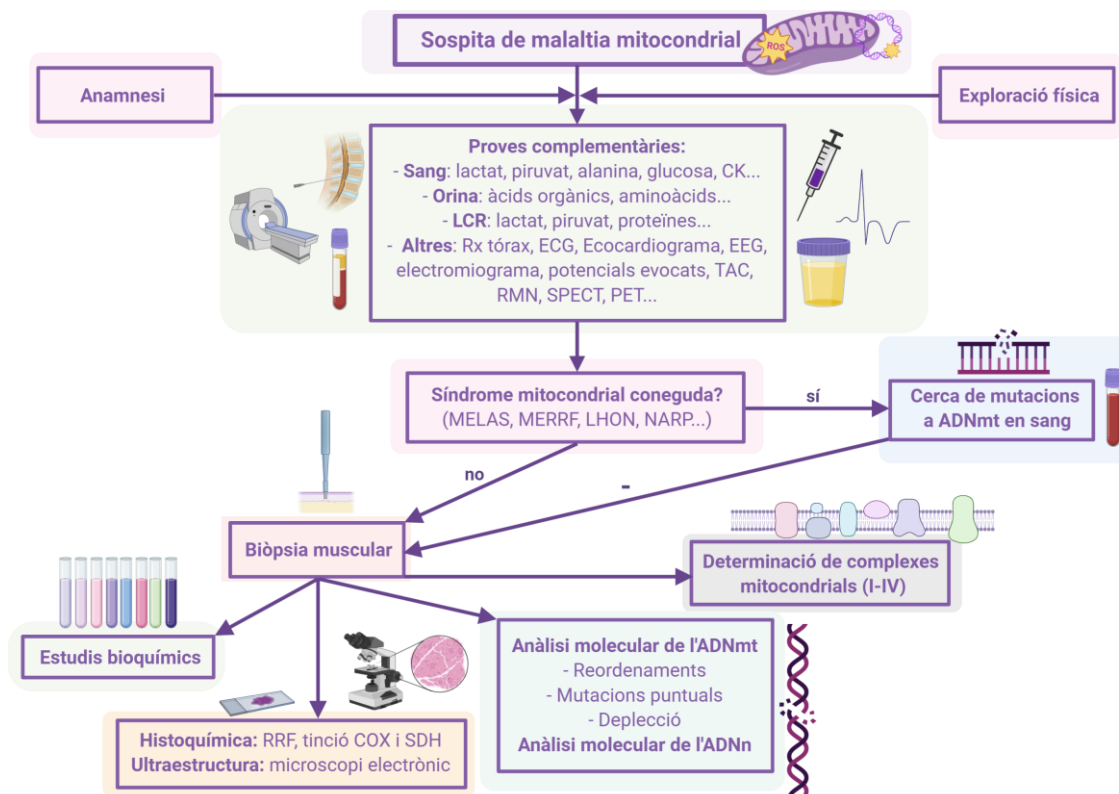 Sospita de malaltia mitocondrial
ROS
Anamnesi
Exploració física
Proves complementàries:
- Sang: lactat, piruvat, alanina, glucosa, CK...
- Orina: àcids orgànics, aminoàcids...
- LCR: lactat, piruvat, proteïnes...
- Altres: Rx tórax, ECG, Ecocardiograma, EEG,
electromiograma, potencials evocats, TAC,
RMN, SPECT, PET...
Síndrome mitocondrial coneguda?
(MELAS, MERRF, LHON, NARP...)
sí
Cerca de mutacions
a ADNmt en sang
no
-
Biòpsia muscular
Determinació de complexes
mitocondrials (I-IV)
Estudis bioquímics
Anàlisi molecular de l'ADNmt
- Reordenaments
- Mutacions puntuals
- Deplecció
Anàlisi molecular de l'ADNn
Histoquímica: RRF, tinció COX i SDH
Ultraestructura: microscopi electrònic